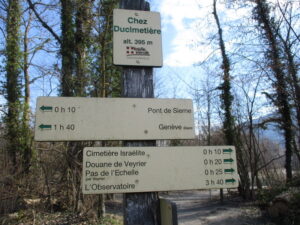 Chez
Ducimetière
alt. 395 m
0 h 10 Pont de Sierne
1 h 40 Genève
Cimetière Israëlite 0 h 10
Douane de Veyrier 0 h 20
Pas de l'Echelle 0 h 25
L'Observatoire 3 h 40